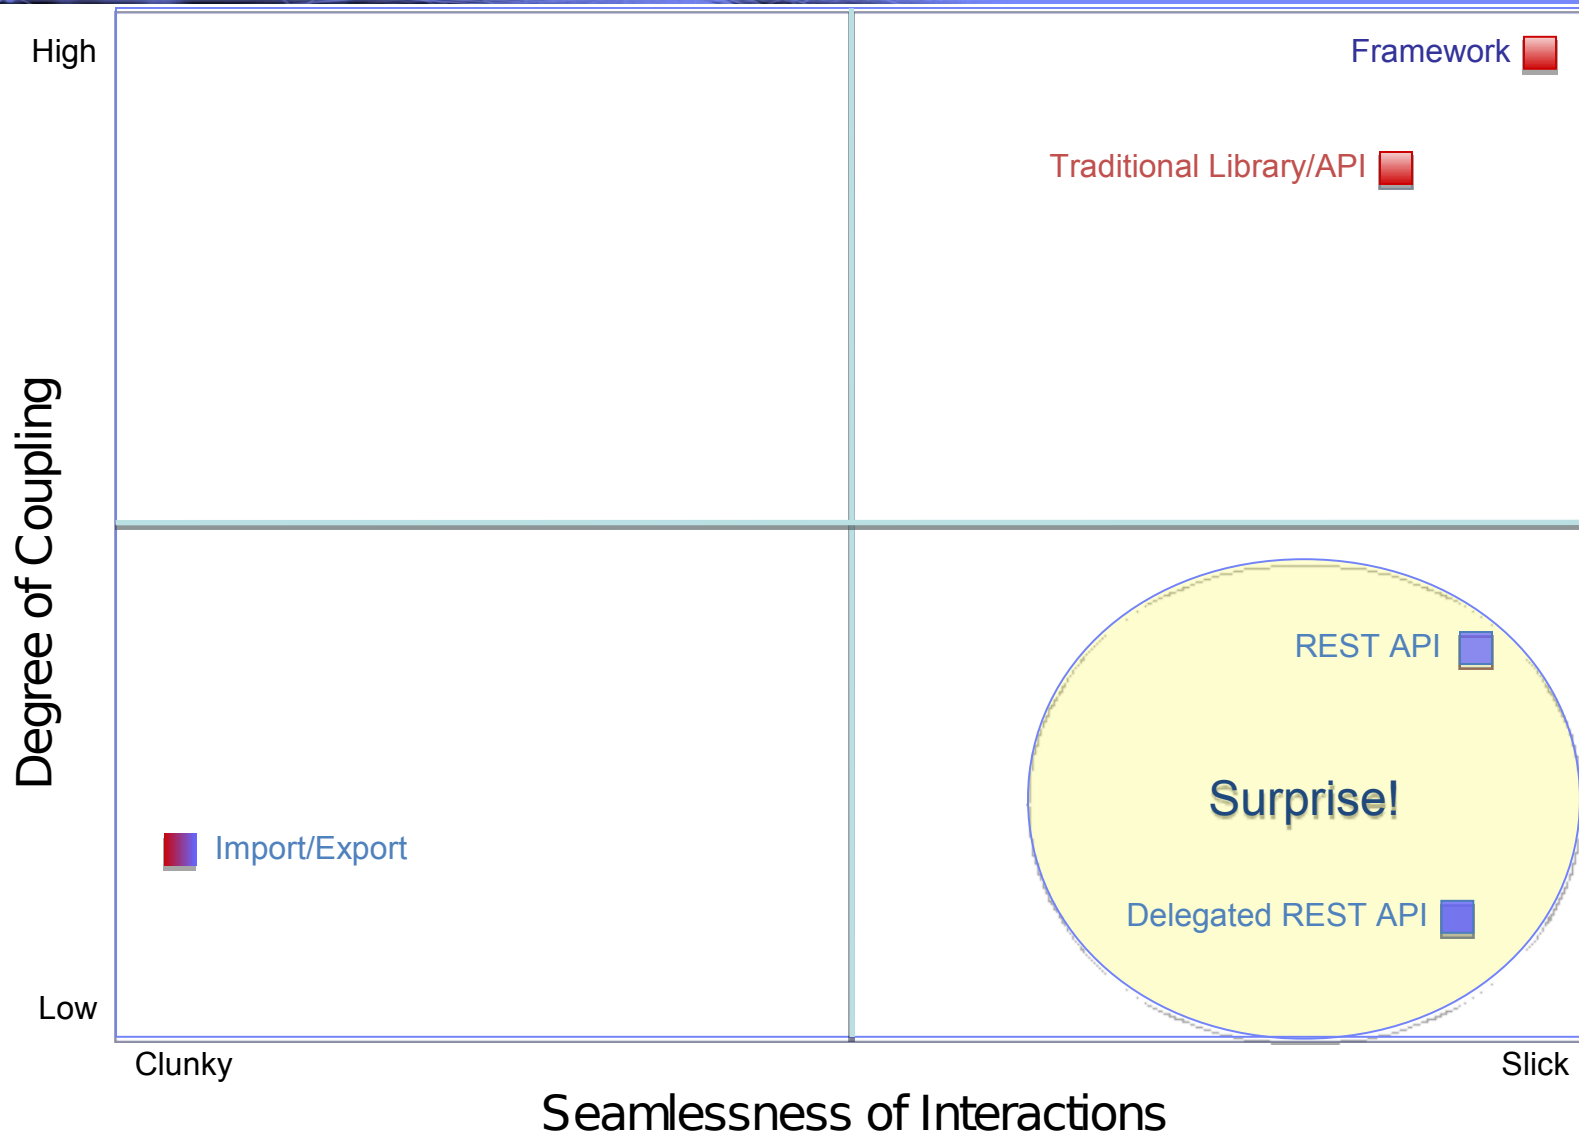 High
Framework
Traditional Library/API
Degree of Coupling
REST API
Surprise!
Import/Export
Delegated REST API
Low
Clunky
Slick
Seamlessness of Interactions